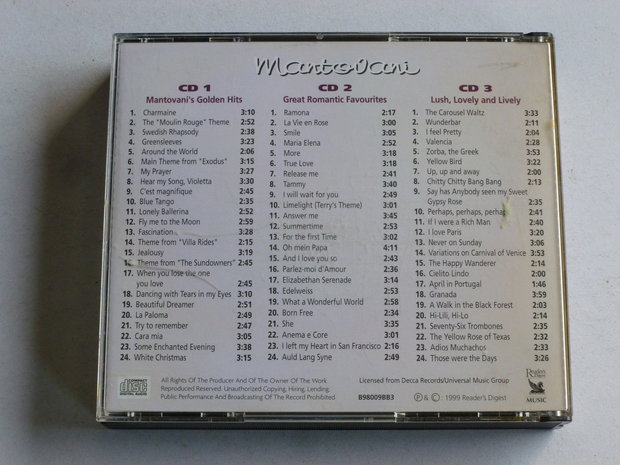 Mantovani
CD 1
Mantovani's Golden Hits
1. Charmaine 3:10
2. The "Moulin Rouge" Theme 2:52
3. Swedish Rhapsody 2:38
4. Greensleeves 3:23
5. Around the World 2:06
6. Main Theme from "Exodus" 3:15
7. My Prayer 3:27
8. Hear my Song, Violetta 3:30
9. C'est magnifique 2:45
10. Blue Tango 2:35
11. Lonely Ballerina 2:52
12. Fly me to the Moon 2:59
13. Fascination 2:38
14. Theme from "Villa Rides" 2:42
15. Jealousy 3:19
16. Theme from "The Sundowners" 2:45
17. When you lose the one
you love 2:45
18. Dancing with Tears in my Eyes 3:10
19. Beautiful Dreamer 2:51
20. La Paloma 2:49
21. Try to remember 2:47
22. Cara mia 3:05
23. Some Enchanted Evening 3:38
24. White Christmas 3:15
CD 2
Great Romantic Favourites
1. Ramona 2:17
2. La Vie en Rose 3:00
3. Smile 3:05
4. Maria Elena 2:52
5. More 3:18
6. True Love 3:18
7. Release me 2:41
8. Tammy 3:40
9. I will wait for you 2:49
10. Limelight (Terry's Theme) 3:01
11. Answer me 3:45
12. Summertime 2:53
13. For the first Time 3:02
14. Oh mein Papa 4:11
15. And I love you so 2:43
16. Parlez-moi d'Amour 2:36
17. Elizabethan Serenade 3:14
18. Edelweiss 2:53
19. What a Wonderful World 2:58
20. Born Free 2:34
21. She 3:35
22. Anema e Core 3:01
23. I left my Heart in San Francisco 2:16
24. Auld Lang Syne 2:49
CD 3
Lush, Lovely and Lively
1. The Carousel Waltz 3:33
2. Wunderbar 2:11
3. I feel Pretty 2:04
4. Valencia 2:28
5. Zorba, the Greek 3:53
6. Yellow Bird 3:22
7. Up, up and away 2:00
8. Chitty Chitty Bang Bang 2:13
9. Say has Anybody seen my Sweet
Gypsy Rose 2:35
10. Perhaps, perhaps, perhaps 2:41
11. If I were a Rich Man 2:40
12. I love Paris 3:20
13. Never on Sunday 3:06
14. Variations on Carnival of Venice 3:53
15. The Happy Wanderer 2:14
16. Cielito Lindo 2:00
17. April in Portugal 2:46
18. Granada 3:59
19. A Walk in the Black Forest 2:03
20. Hi-Lili, Hi-Lo 2:14
21. Seventy-Six Trombones 2:35
22. The Yellow Rose of Texas 2:32
23. Adios Muchachos 2:33
24. Those were the Days 3:26
COMPACT
disc
DIGITAL AUDIO
All Rights Of The Producer And Of The Owner Of The Work
Reproduced Reserved. Unauthorized Copying, Hiring, Lending,
Public Performance And Broadcasting Of The Record Prohibited.
Licensed from Decca Records/Universal Music Group
B98009BB3
℗ & © : 1999 Reader's Digest
Reader's
Digest
MUSIC